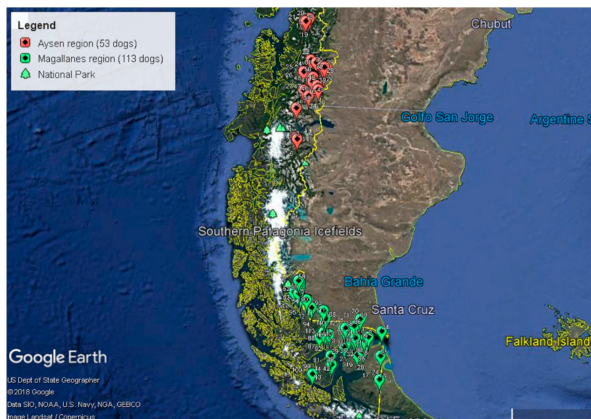 Legend
Aysen region (53 dogs)
Magallanes region (113 dogs)
National Park
Chubut
Golfo San Jorge
Argentine S
Southern Patagonia Icefields
Bahia Grande
Santa Cruz
Falkland Island
Google Earth
US Dept of State Geographer
©2018 Google
Data SIO, NOAA, U.S. Navy, NGA, GEBCO
Image Landsat / Copernicus